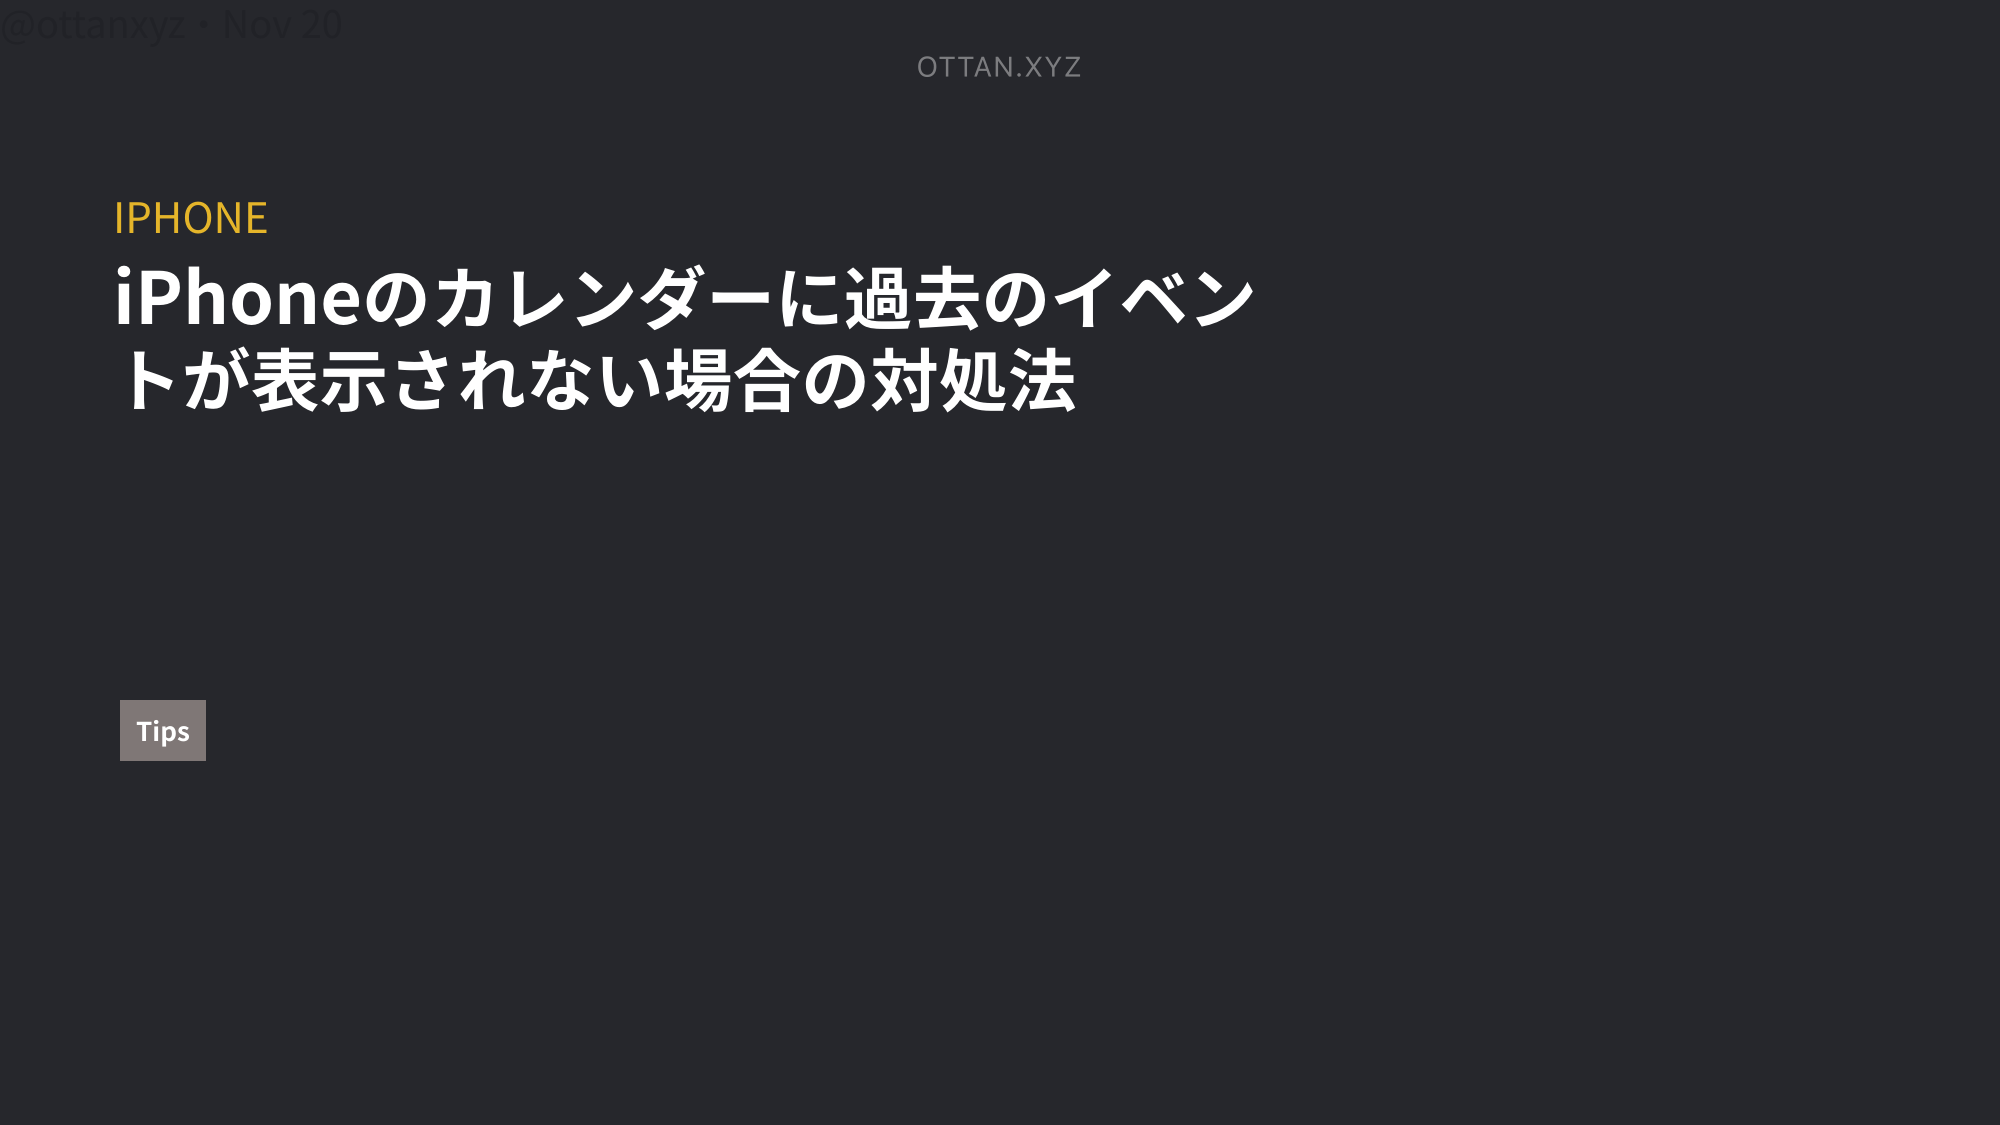 @ottanxyz・Nov 20
OTTAN.XYZ
IPHONE
iPhoneのカレンダーに過去のイベン
トが表示されない場合の対処法
Tips